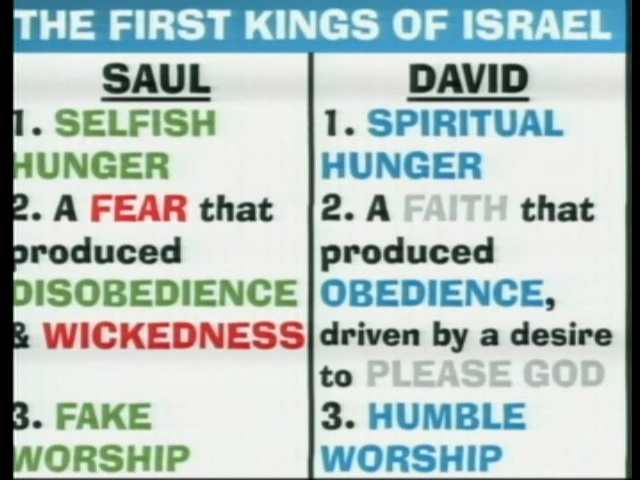 THE FIRST KINGS OF ISRAEL
SAUL
1. SELFISH
HUNGER
2. A FEAR that
produced
DISOBEDIENCE
& WICKEDNESS
3. FAKE
WORSHIP
DAVID
1. SPIRITUAL
HUNGER
2. A FAITH that
produced
OBEDIENCE,
driven by a desire
to PLEASE GOD
3. HUMBLE
WORSHIP